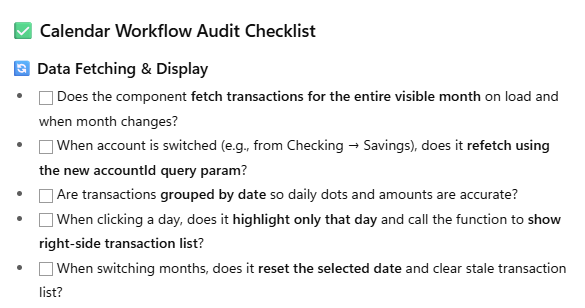 ✅ Calendar Workflow Audit Checklist
🔄 Data Fetching & Display
• ☐ Does the component fetch transactions for the entire visible month on load and
when month changes?
• ☐ When account is switched (e.g., from Checking → Savings), does it refetch using
the new accountId query param?
• ☐ Are transactions grouped by date so daily dots and amounts are accurate?
• ☐ When clicking a day, does it highlight only that day and call the function to show
right-side transaction list?
• ☐ When switching months, does it reset the selected date and clear stale transaction
list?